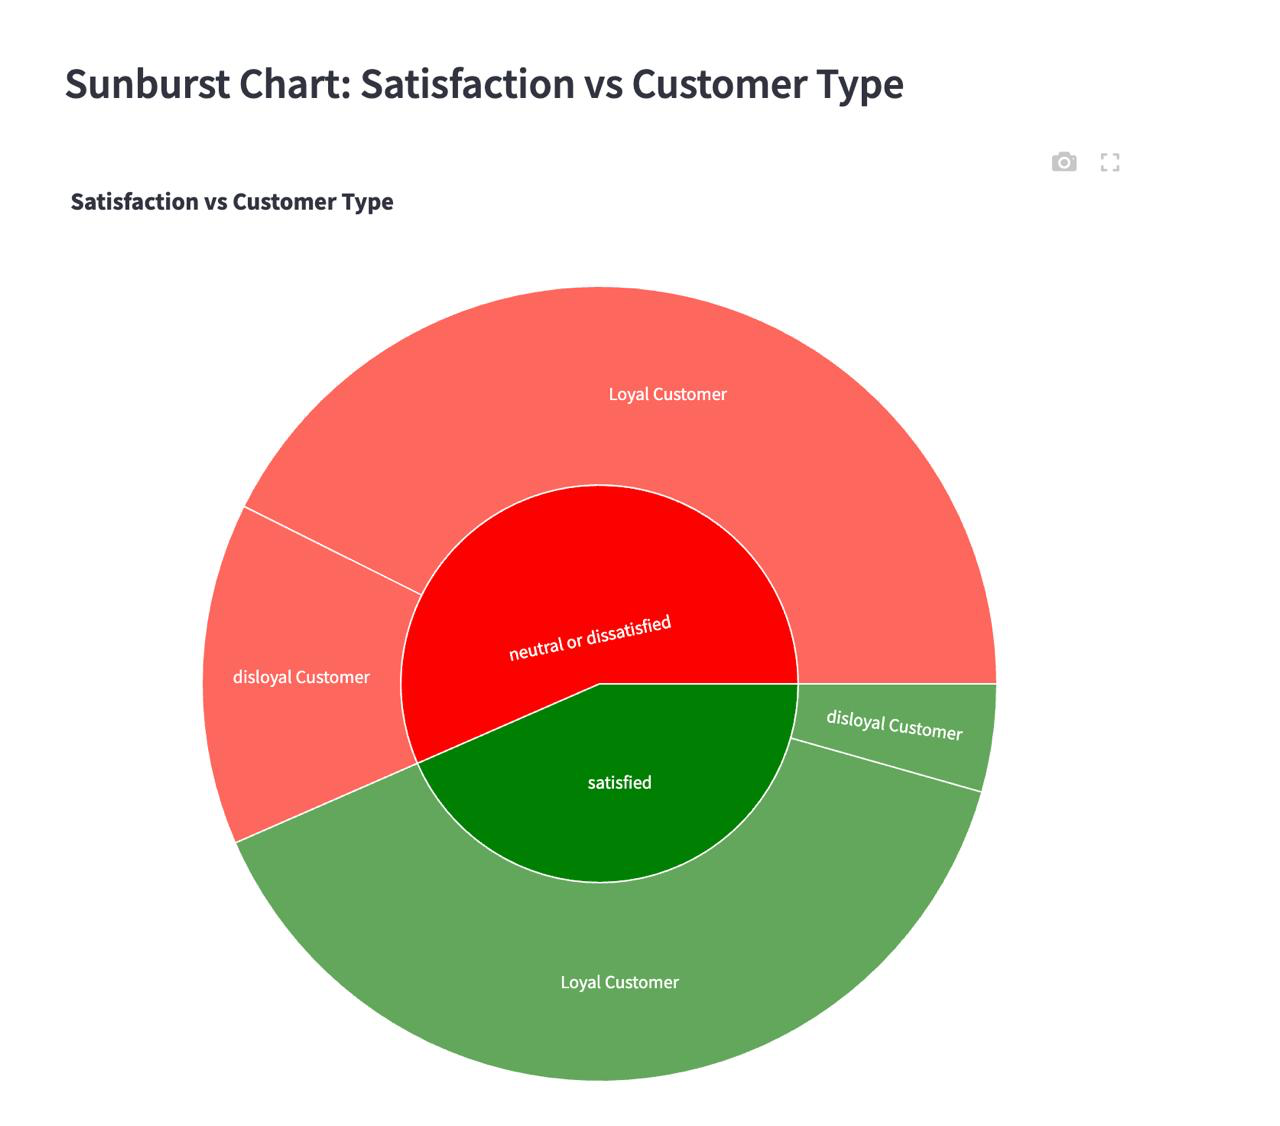 Sunburst Chart: Satisfaction vs Customer Type
Satisfaction vs Customer Type
Loyal Customer
neutral or dissatisfied
disloyal Customer
disloyal Customer
satisfied
Loyal Customer